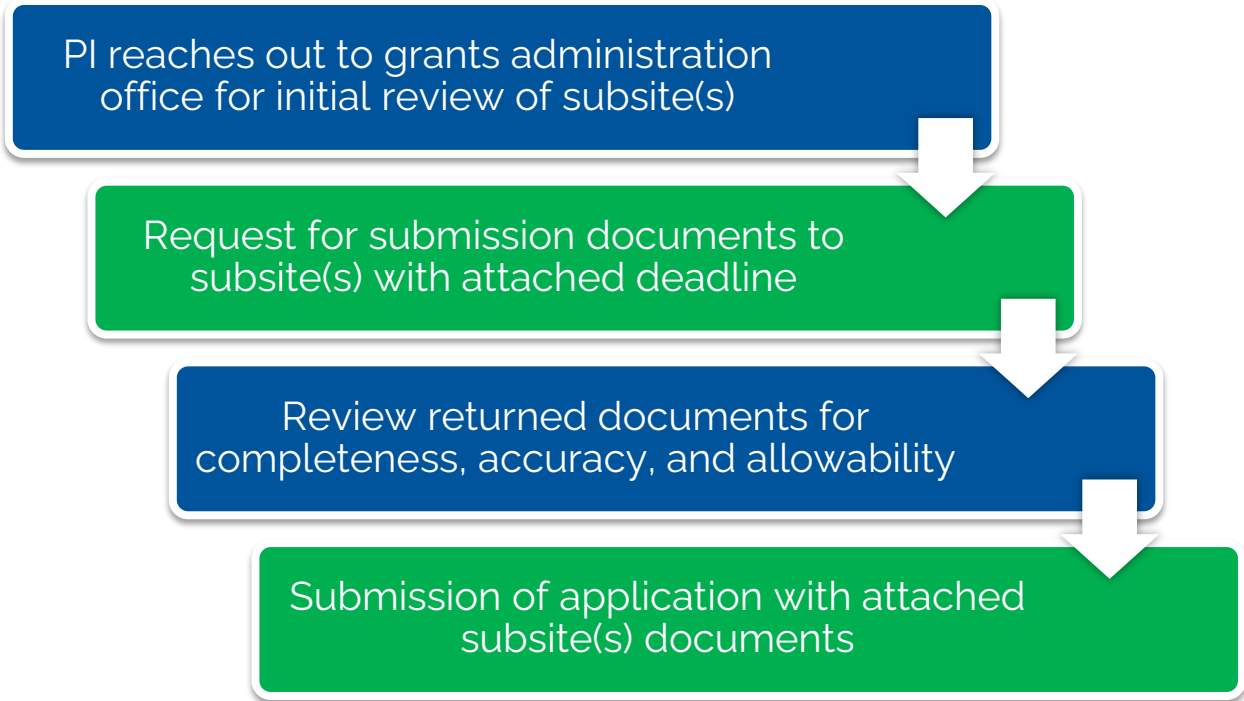 PI reaches out to grants administration
office for initial review of subsite(s)
Request for submission documents to
subsite(s) with attached deadline
Review returned documents for
completeness, accuracy, and allowability
Submission of application with attached
subsite(s) documents